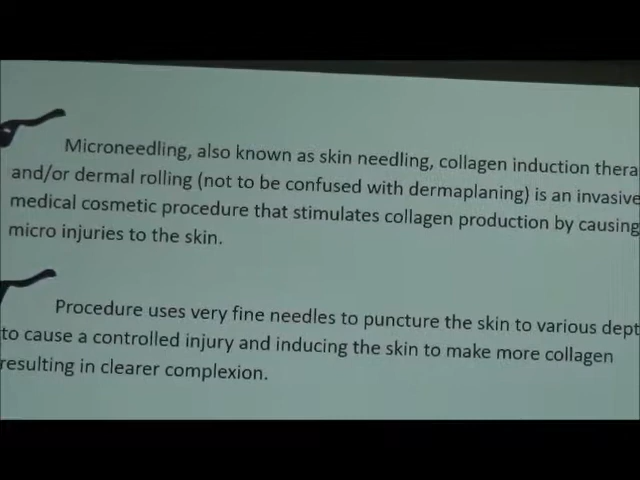 Microneedling, also known as skin needling, collagen induction thera
and/or dermal rolling (not to be confused with dermaplaning) is an invasive
medical cosmetic procedure that stimulates collagen production by causing
micro injuries to the skin.
Procedure uses very fine needles to puncture the skin to various dept
to cause a controlled injury and inducing the skin to make more collagen
resulting in clearer complexion.